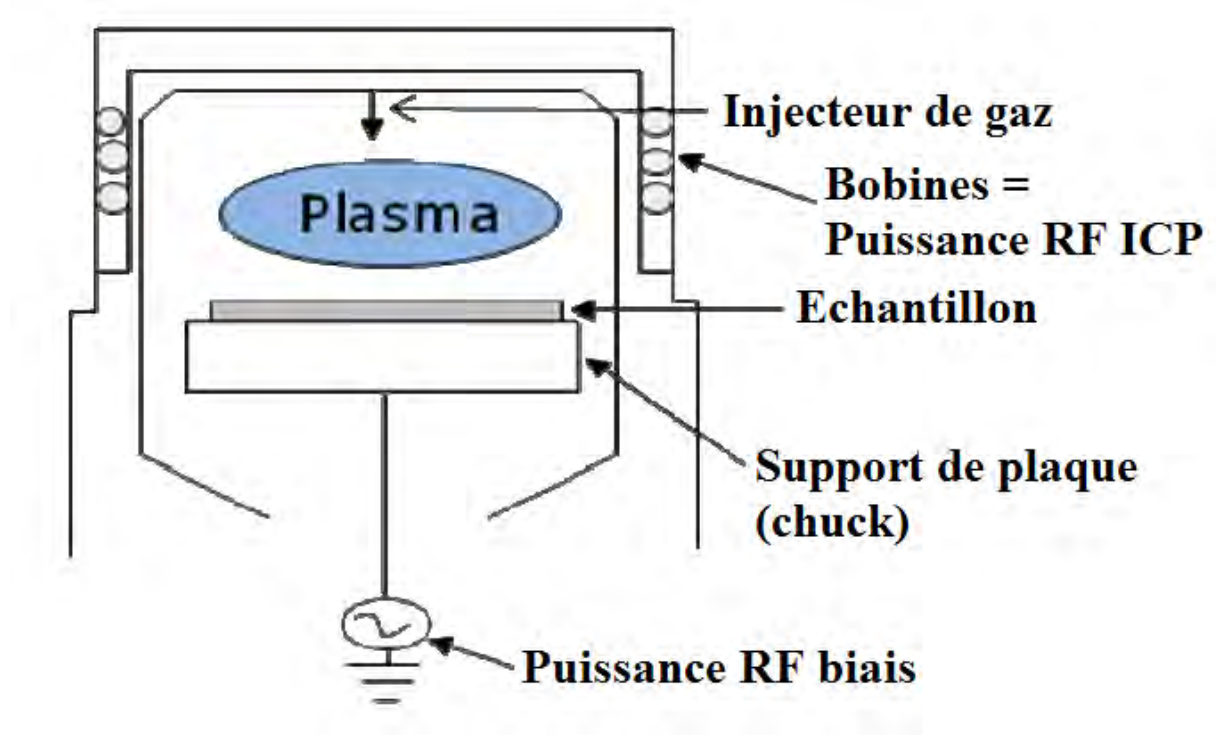 Injecteur de gaz
Plasma
Bobines =
Puissance RF ICP
Echantillon
Support de plaque
(chuck)
Puissance RF biais